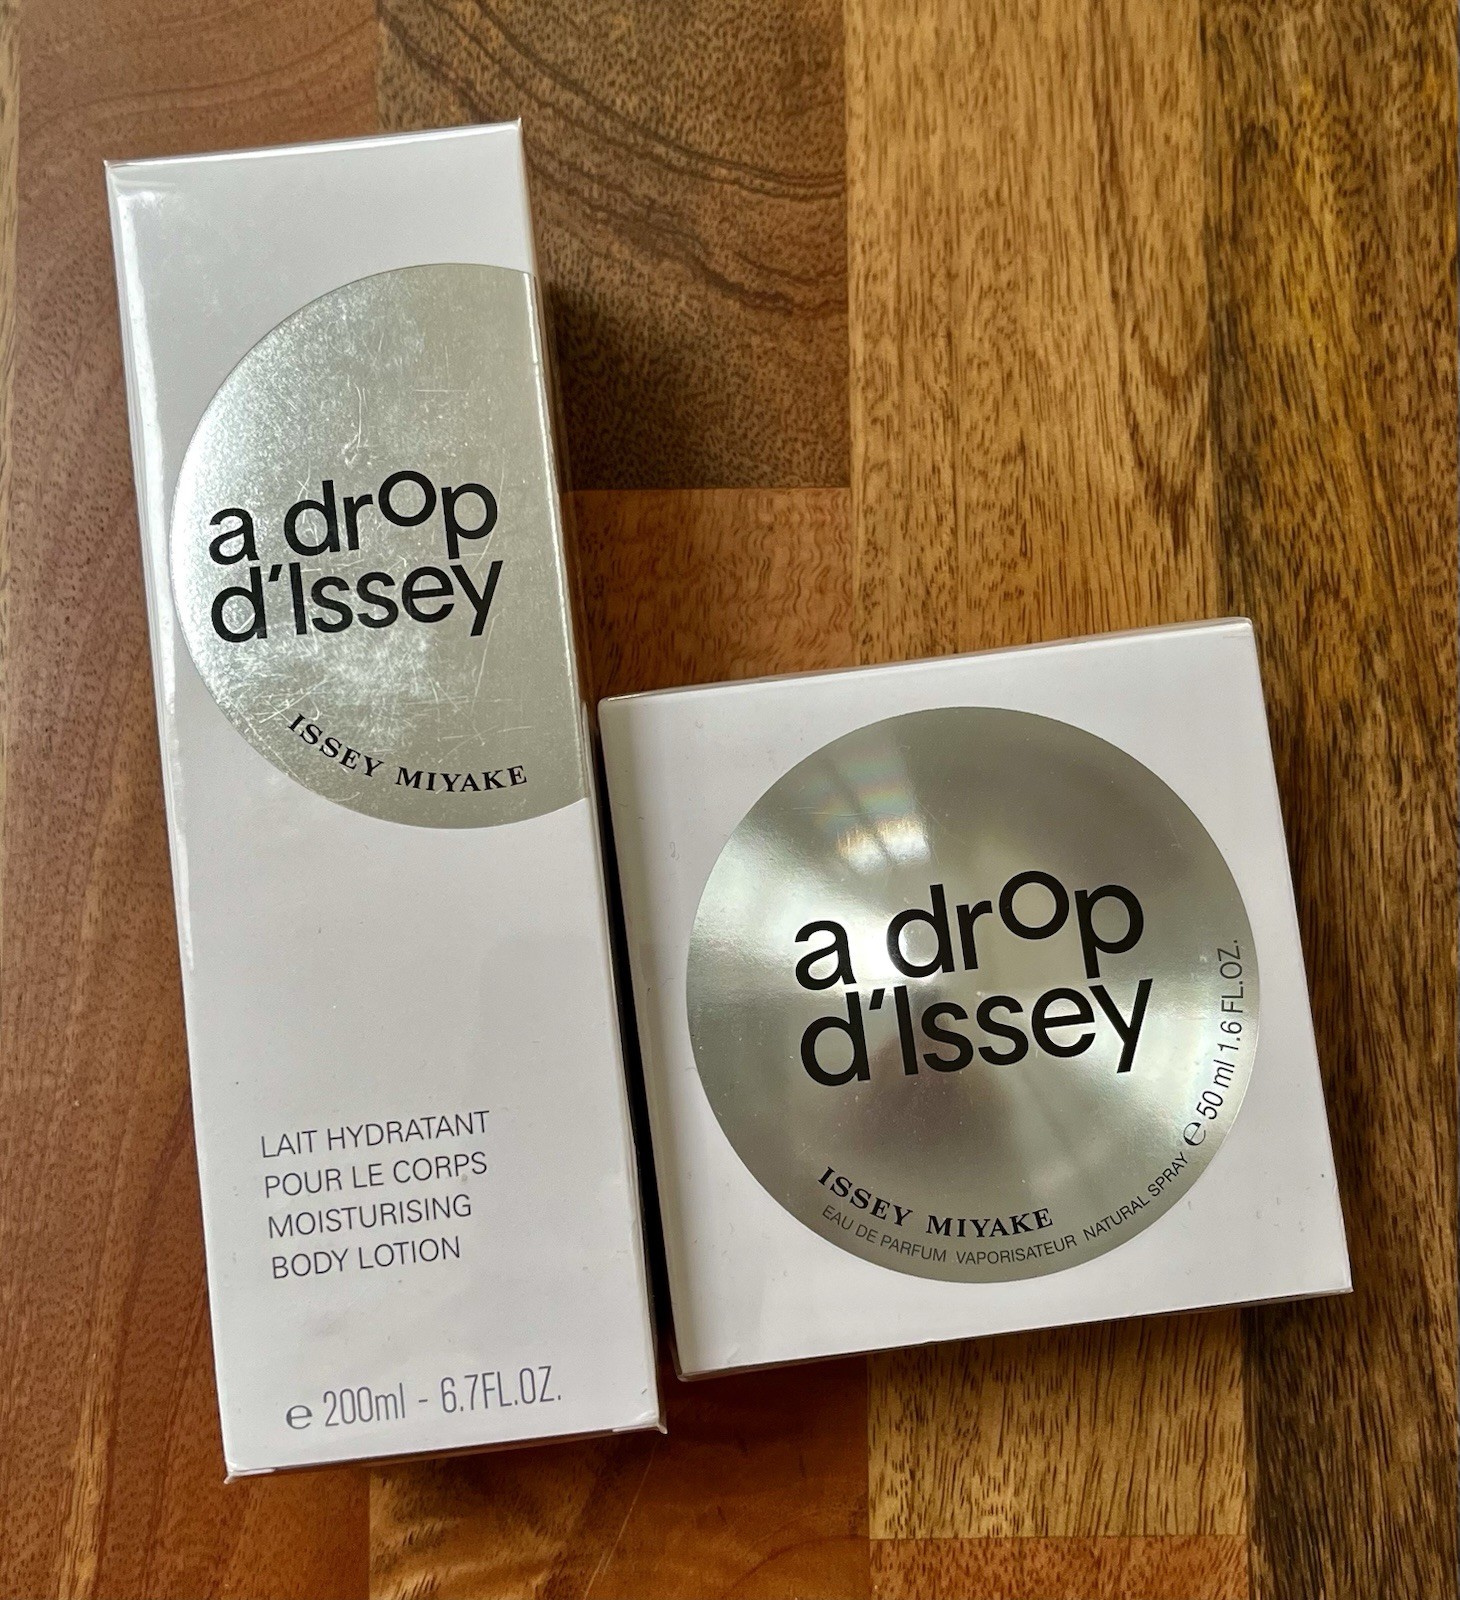 a drop
d'Issey
ISSEY MIYAKE
LAIT HYDRATANT
POUR LE CORPS
MOISTURISING
BODY LOTION
℮ 200ml - 6.7FL.OZ.
a drop
d'Issey
ISSEY MIYAKE
EAU DE PARFUM VAPORISATEUR NATURAL SPRAY ℮ 50 ml 1.6 FL.OZ.